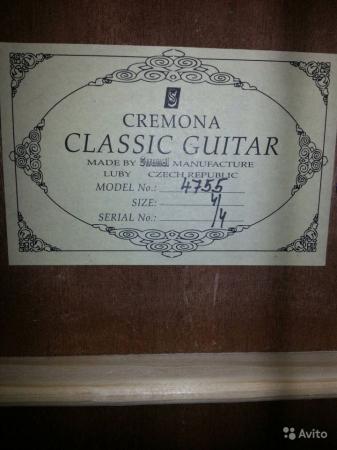 CREMONA
CLASSIC GUITAR
MADE BY MANUFACTURE
LUBY CZECH REPUBLIC
MODEL No.: 4755
SIZE: 4/4
SERIAL No.:
Avito